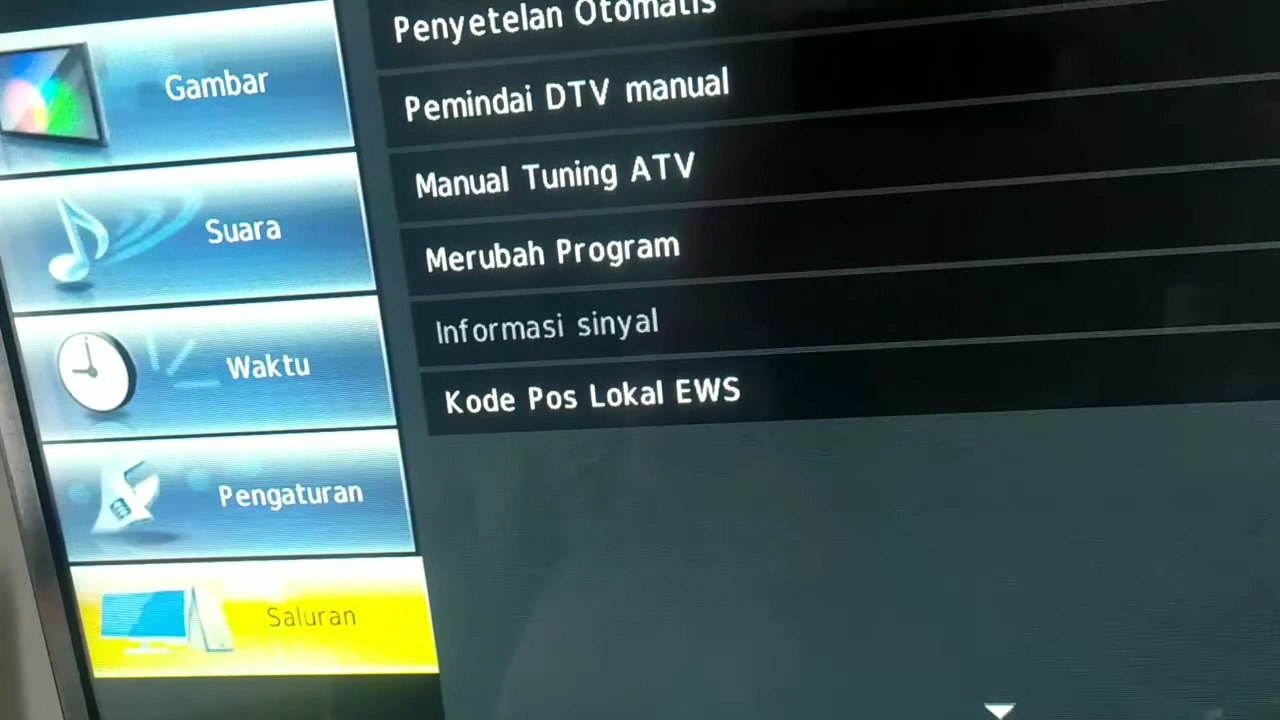 Gambar
Suara
Waktu
Pengaturan
Saluran
Penyetelan Otomatis
Pemindai DTV manual
Manual Tuning ATV
Merubah Program
Informasi sinyal
Kode Pos Lokal EWS